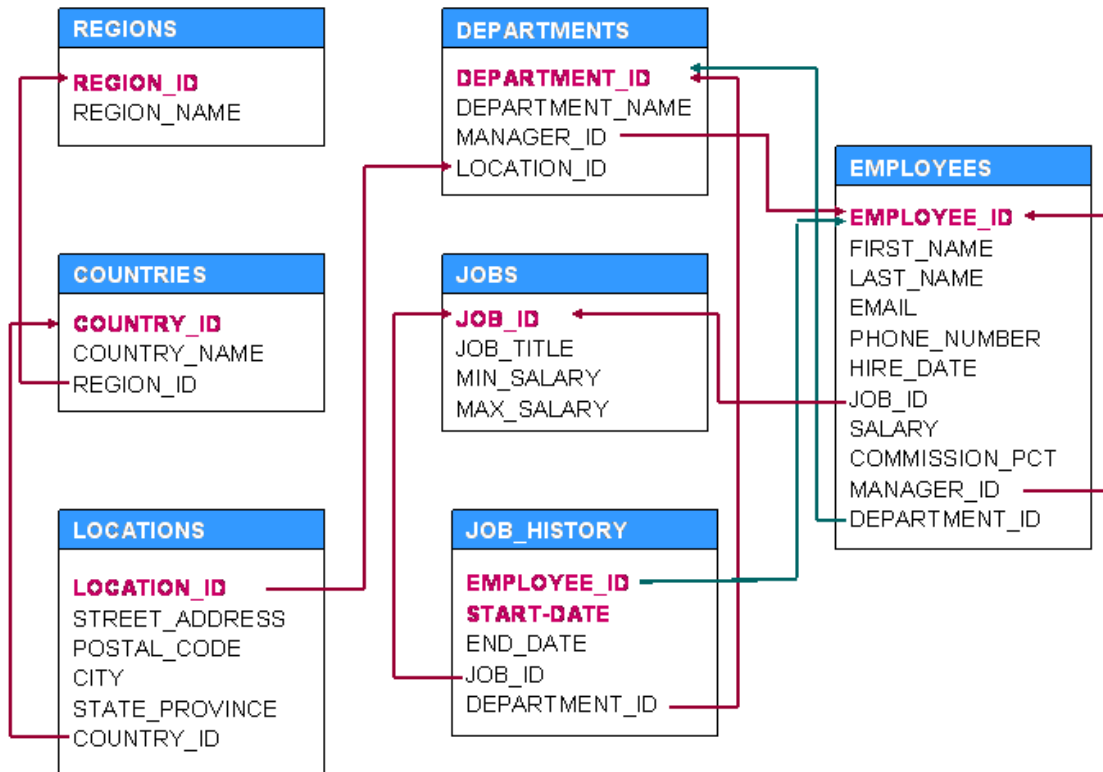 REGIONS
REGION_ID
REGION_NAME
DEPARTMENTS
DEPARTMENT_ID
DEPARTMENT_NAME
MANAGER_ID
LOCATION_ID
EMPLOYEES
EMPLOYEE_ID
FIRST_NAME
LAST_NAME
EMAIL
PHONE_NUMBER
HIRE_DATE
JOB_ID
SALARY
COMMISSION_PCT
MANAGER_ID
DEPARTMENT_ID
COUNTRIES
COUNTRY_ID
COUNTRY_NAME
REGION_ID
JOBS
JOB_ID
JOB_TITLE
MIN_SALARY
MAX_SALARY
LOCATIONS
LOCATION_ID
STREET_ADDRESS
POSTAL_CODE
CITY
STATE_PROVINCE
COUNTRY_ID
JOB_HISTORY
EMPLOYEE_ID
START-DATE
END_DATE
JOB_ID
DEPARTMENT_ID